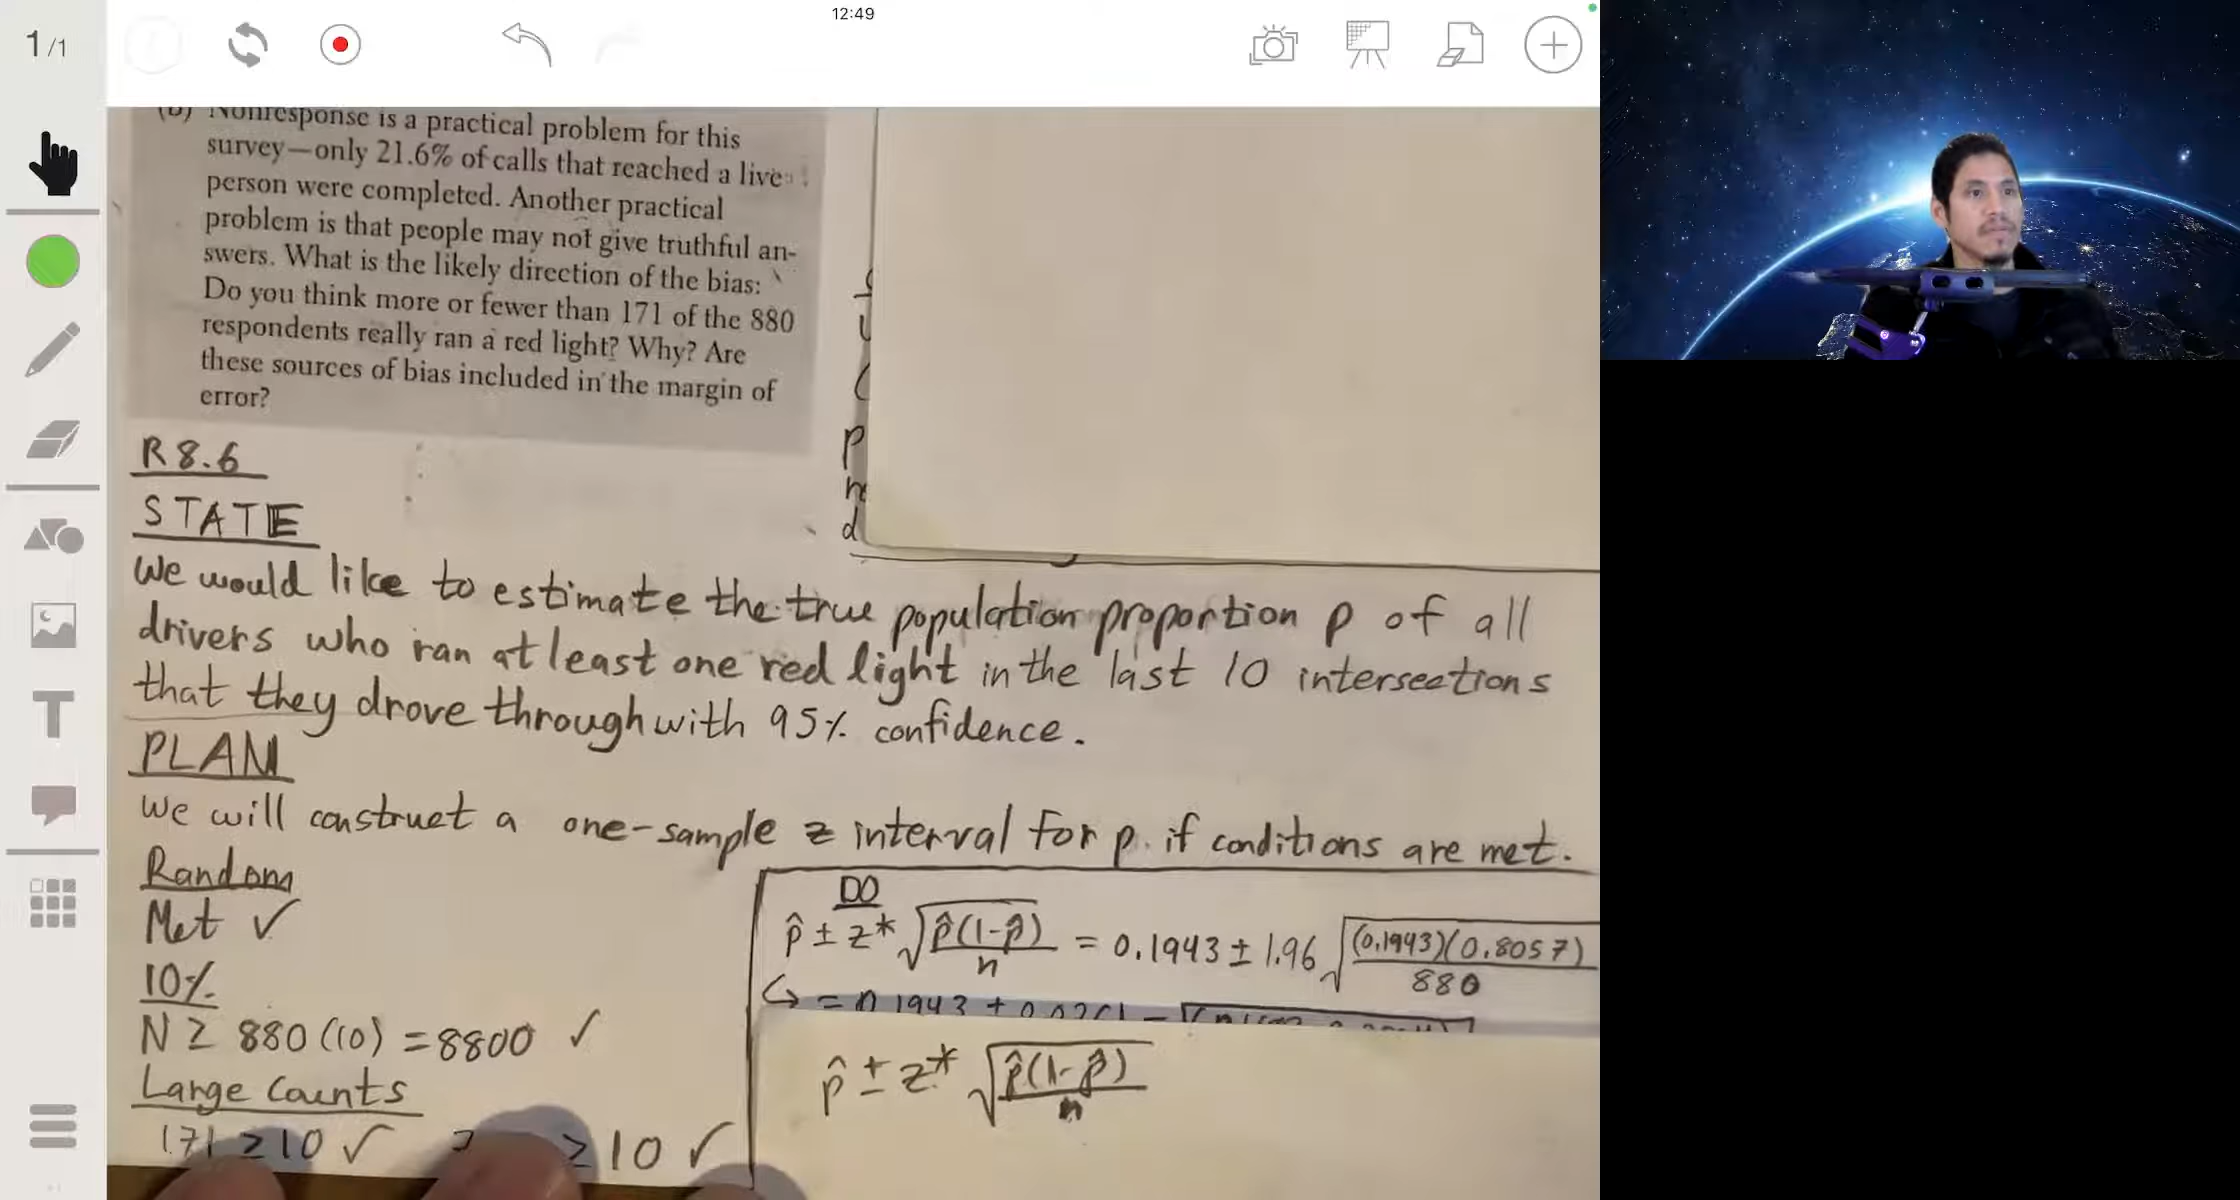 12:49
1/1
(b) Nonresponse is a practical problem for this
survey—only 21.6% of calls that reached a live
person were completed. Another practical
problem is that people may not give truthful an-
swers. What is the likely direction of the bias:
Do you think more or fewer than 171 of the 880
respondents really ran a red light? Why? Are
these sources of bias included in the margin of
error?
R8.6
STATE
We would like to estimate the true population proportion p of all
drivers who ran at least one red light in the last 10 intersections
that they drove through with 95% confidence.
PLAN
We will construct a one-sample z interval for p if conditions are met.
Random
Met ✓
10%
N ≥ 880(10) = 8800 ✓
Large Counts
171 ≥ 10 ✓ ≥ 10 ✓
DO
p̂ ± z* √(p̂(1-p̂)/n) = 0.1943 ± 1.96 √((0.1943)(0.8057)/880)
↪ = 0.1943 ±
p̂ ± z* √(p̂(1-p̂)/n)
T